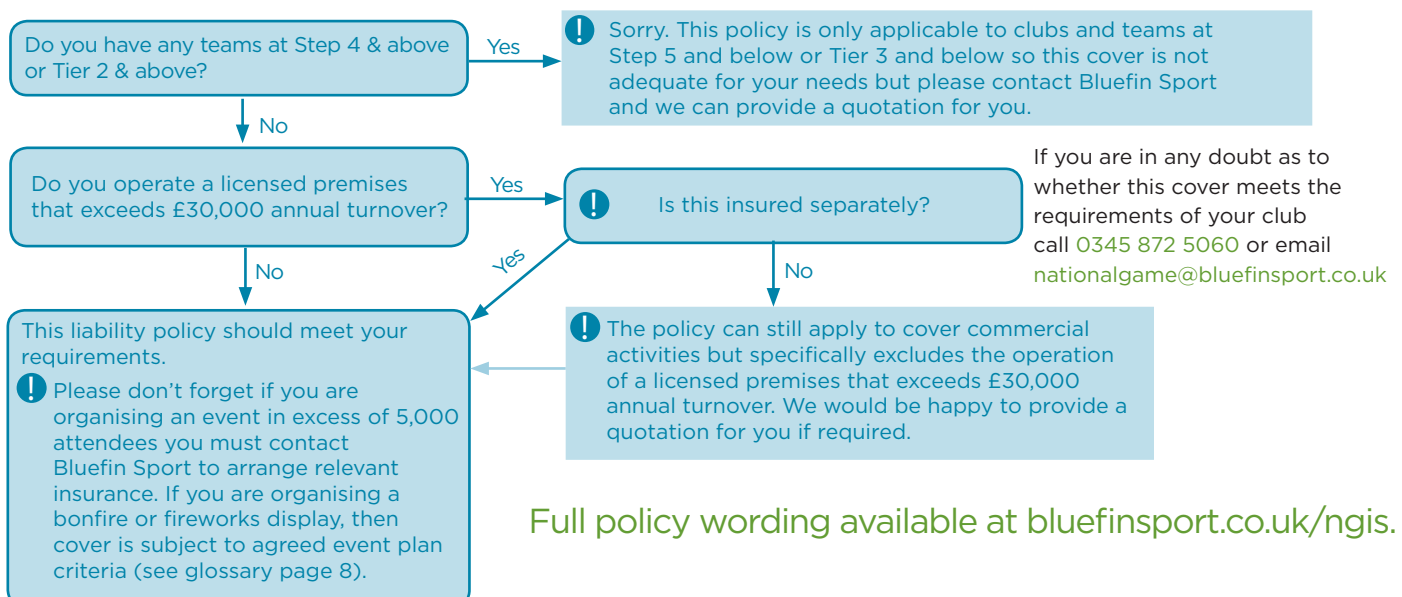 Do you have any teams at Step 4 & above
or Tier 2 & above?
Yes
Sorry. This policy is only applicable to clubs and teams at
Step 5 and below or Tier 3 and below so this cover is not
adequate for your needs but please contact Bluefin Sport
and we can provide a quotation for you.
No
Do you operate a licensed premises
that exceeds £30,000 annual turnover?
Yes
Is this insured separately?
If you are in any doubt as to
whether this cover meets the
requirements of your club
call 0345 872 5060 or email
nationalgame@bluefinsport.co.uk
No
Yes
No
This liability policy should meet your
requirements.
Please don't forget if you are
organising an event in excess of 5,000
attendees you must contact
Bluefin Sport to arrange relevant
insurance. If you are organising a
bonfire or fireworks display, then
cover is subject to agreed event plan
criteria (see glossary page 8).
The policy can still apply to cover commercial
activities but specifically excludes the operation
of a licensed premises that exceeds £30,000
annual turnover. We would be happy to provide a
quotation for you if required.
Full policy wording available at bluefinsport.co.uk/ngis.